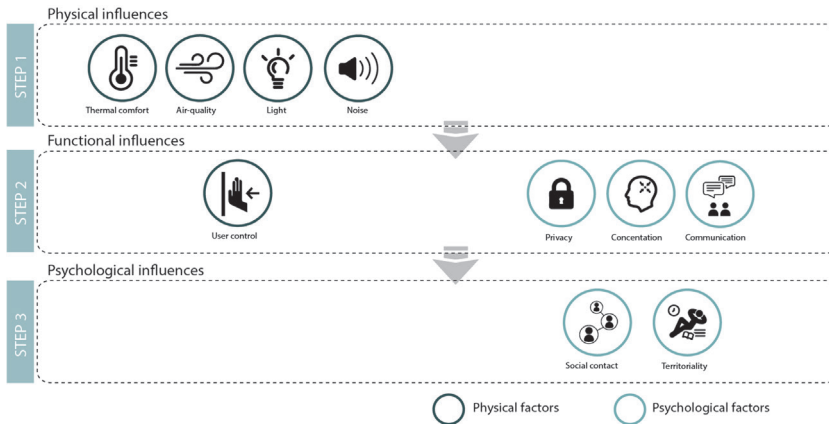 Physical influences
STEP 1
Thermal comfort
Air-quality
Light
Noise
Functional influences
STEP 2
User control
Privacy
Concentation
Communication
Psychological influences
STEP 3
Social contact
Territoriality
Physical factors
Psychological factors